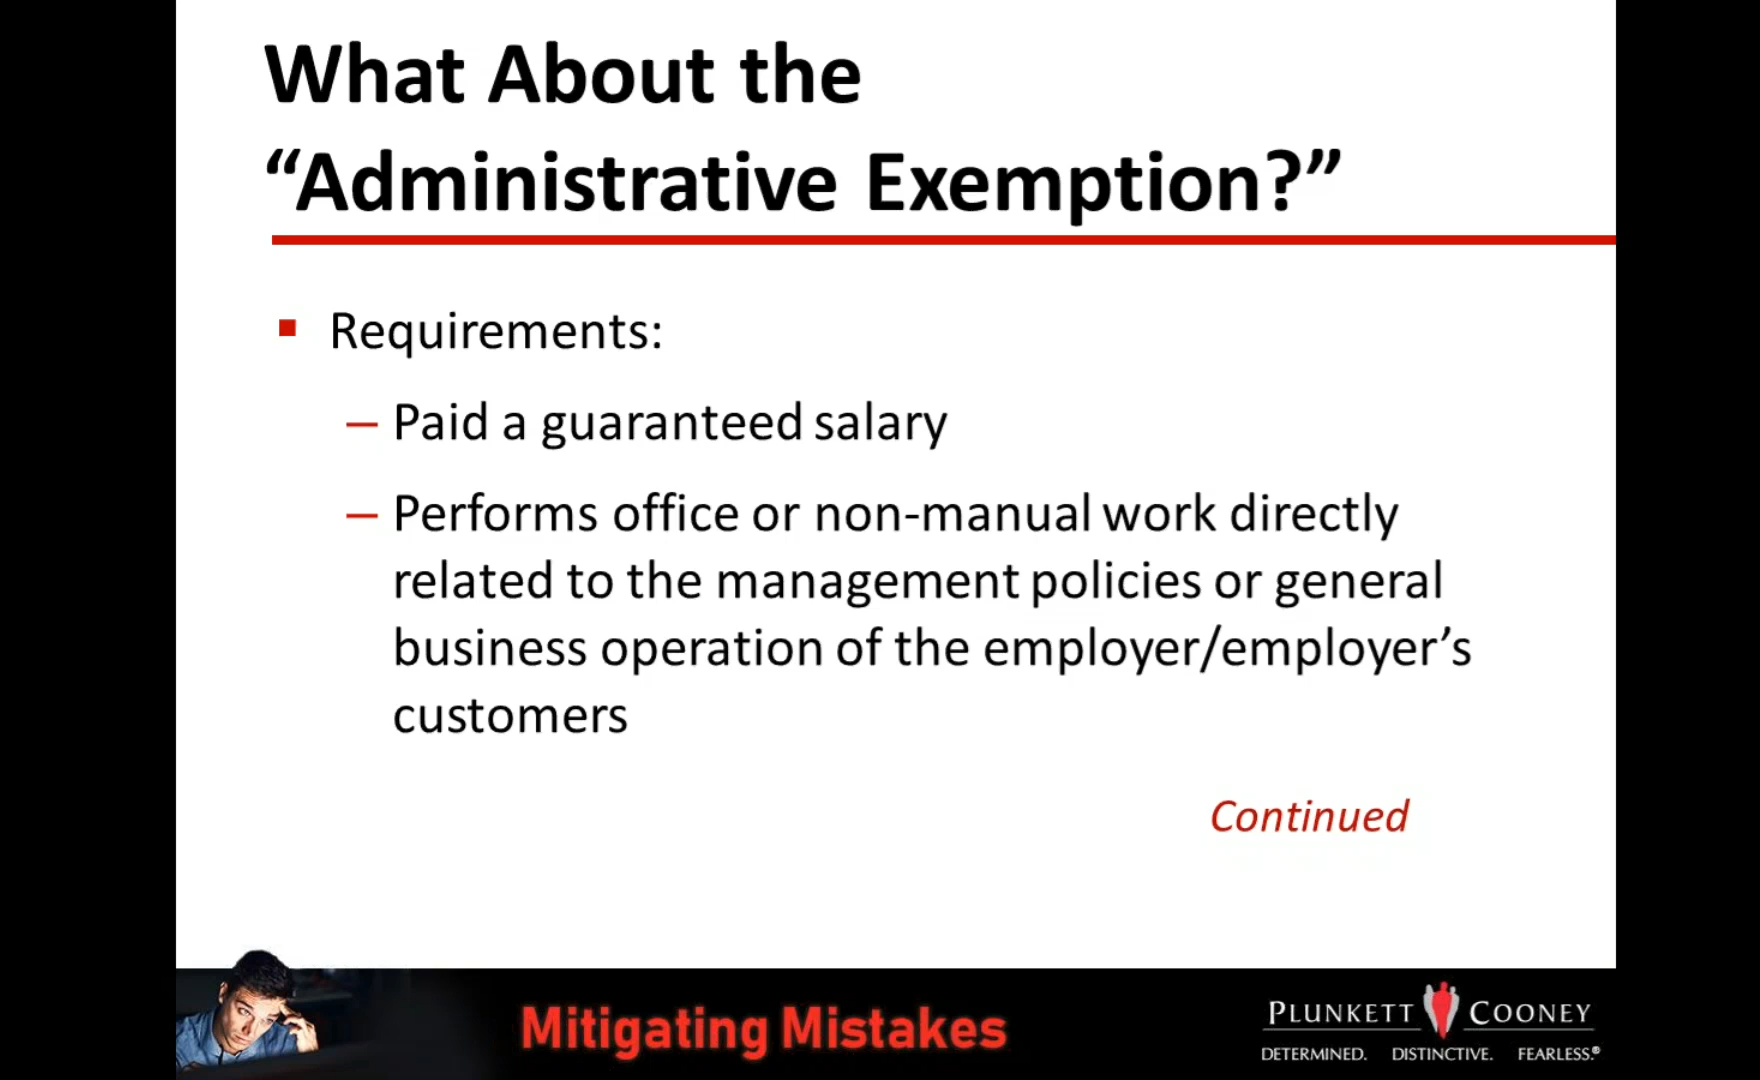 What About the
“Administrative Exemption?”
▪ Requirements:
– Paid a guaranteed salary
– Performs office or non-manual work directly
related to the management policies or general
business operation of the employer/employer’s
customers
Continued
Mitigating Mistakes
PLUNKETT COONEY
DETERMINED. DISTINCTIVE. FEARLESS.®